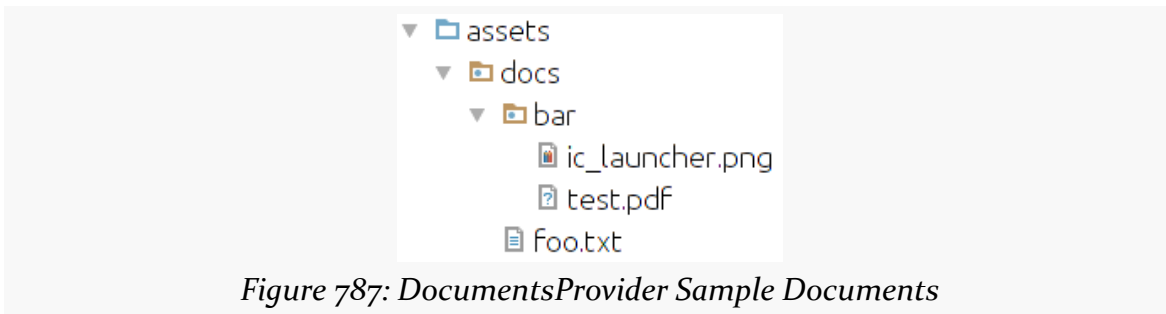 assets
docs
bar
ic_launcher.png
test.pdf
foo.txt
Figure 787: DocumentsProvider Sample Documents